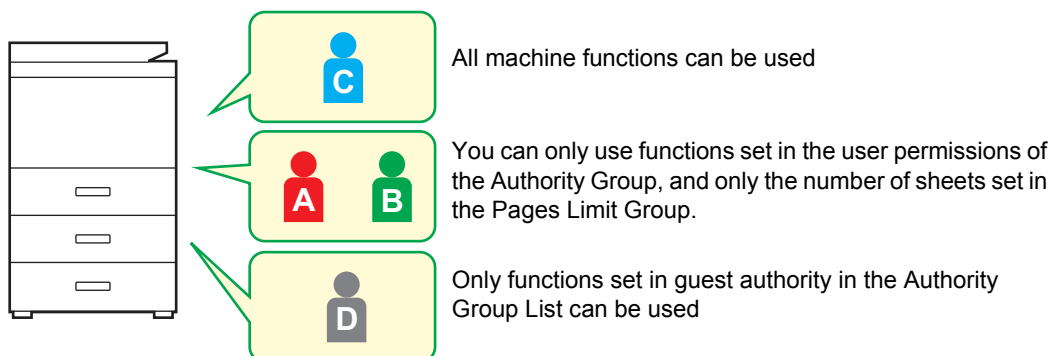 C
All machine functions can be used
A
B
You can only use functions set in the user permissions of
the Authority Group, and only the number of sheets set in
the Pages Limit Group.
D
Only functions set in guest authority in the Authority
Group List can be used